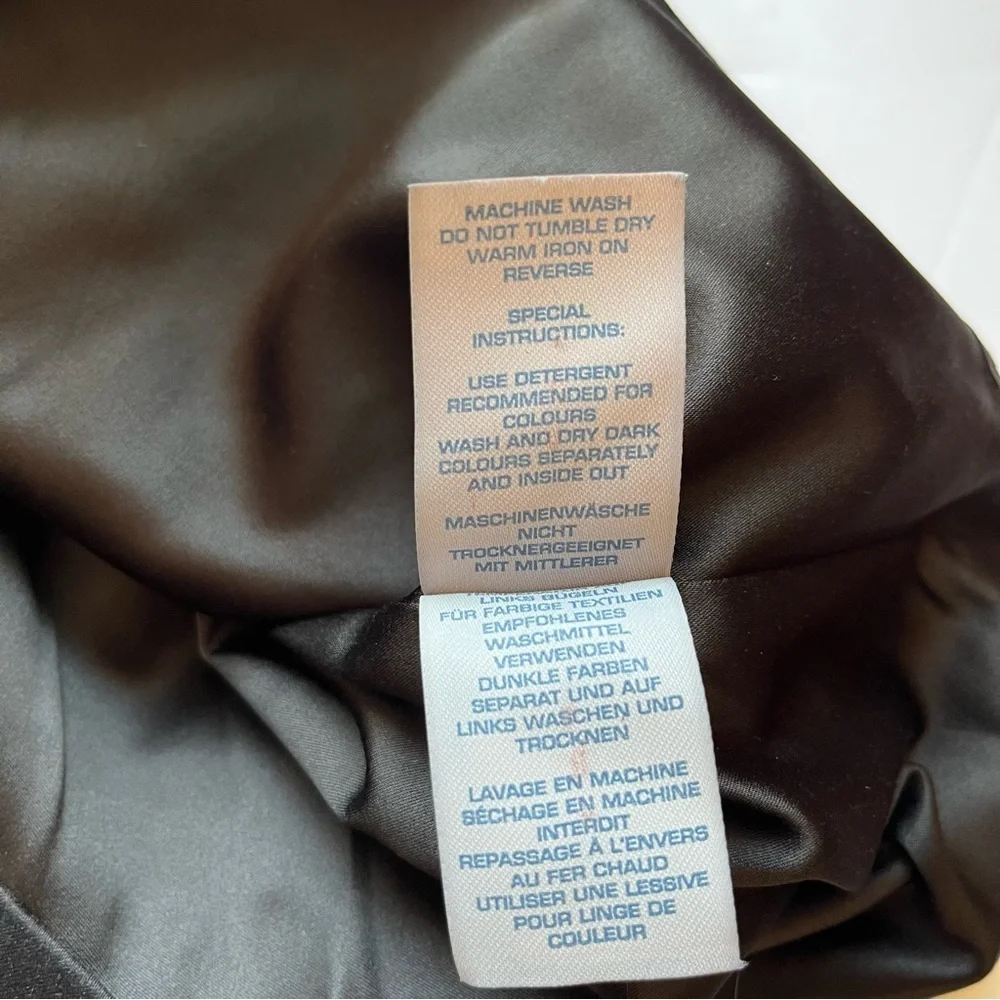 MACHINE WASH
DO NOT TUMBLE DRY
WARM IRON ON
REVERSE
SPECIAL
INSTRUCTIONS:
USE DETERGENT
RECOMMENDED FOR
COLOURS
WASH AND DRY DARK
COLOURS SEPARATELY
AND INSIDE OUT
MASCHINENWÄSCHE
NICHT
TROCKNERGEEIGNET
MIT MITTLERER
LINKS BÜGELN
FÜR FARBIGE TEXTILIEN
EMPFOHLENES
WASCHMITTEL
VERWENDEN
DUNKLE FARBEN
SEPARAT UND AUF
LINKS WASCHEN UND
TROCKNEN
LAVAGE EN MACHINE
SÉCHAGE EN MACHINE
INTERDIT
REPASSAGE À L'ENVERS
AU FER CHAUD
UTILISER UNE LESSIVE
POUR LINGE DE
COULEUR